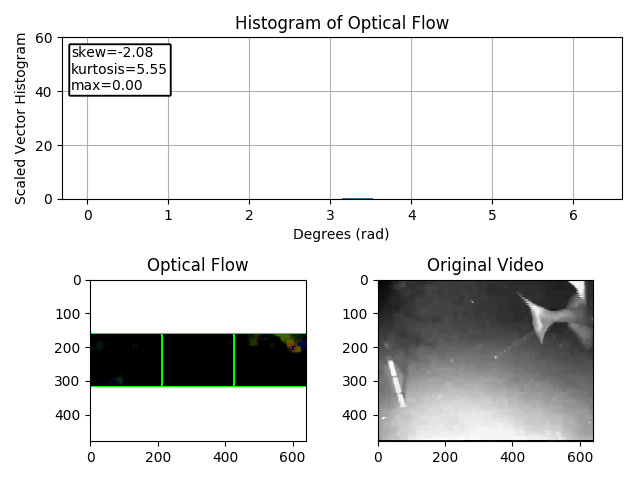 Histogram of Optical Flow
skew=-2.08
kurtosis=5.55
max=0.00
Scaled Vector Histogram
60
40
20
0
0 1 2 3 4 5 6
Degrees (rad)
Optical Flow
0
100
200
300
400
0 200 400 600
Original Video
0
100
200
300
400
0 200 400 600